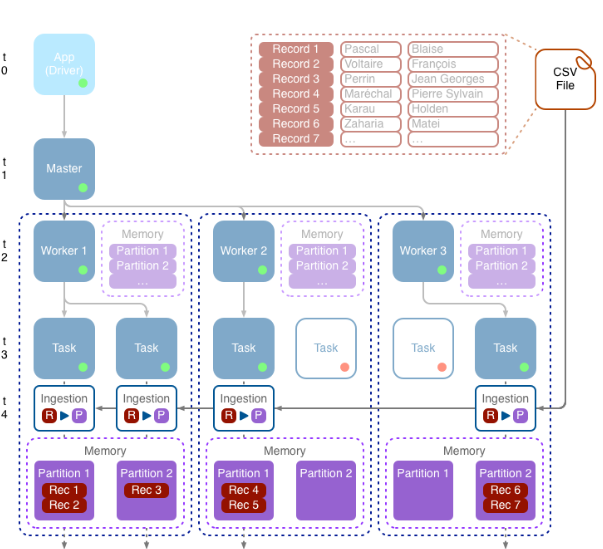 t
0
App
(Driver)
Record 1 Pascal Blaise
Record 2 Voltaire François
Record 3 Perrin Jean Georges
Record 4 Maréchal Pierre Sylvain
Record 5 Karau Holden
Record 6 Zaharia Matei
Record 7 ... ...
CSV
File
t
1
Master
t
2
Worker 1
Memory
Partition 1
Partition 2
...
Worker 2
Memory
Partition 1
Partition 2
...
Worker 3
Memory
Partition 1
Partition 2
...
t
3
Task
Task
Task
Task
Task
Task
t
4
Ingestion
R P
Ingestion
R P
Ingestion
R P
Ingestion
R P
Memory
Partition 1
Rec 1
Rec 2
Partition 2
Rec 3
Memory
Partition 1
Rec 4
Rec 5
Partition 2
Memory
Partition 1
Partition 2
Rec 6
Rec 7